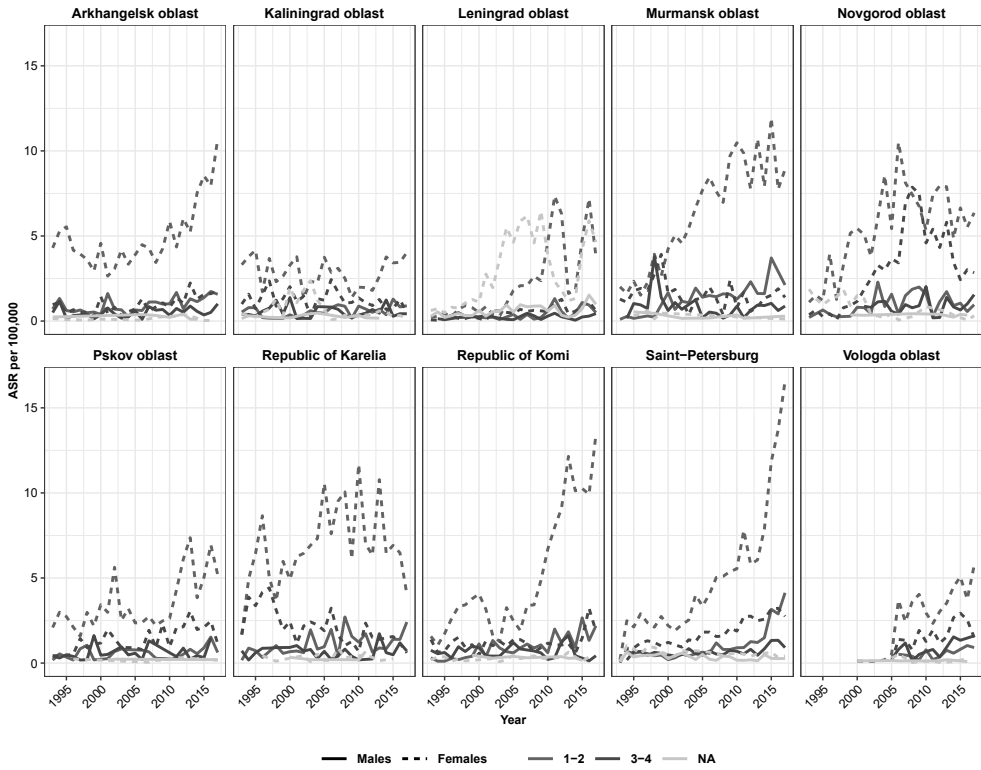 Arkhangelsk oblast Kaliningrad oblast Leningrad oblast Murmansk oblast Novgorod oblast
15
10
5
0
Pskov oblast Republic of Karelia Republic of Komi Saint−Petersburg Vologda oblast
15
10
5
0
ASR per 100,000
1995 2000 2005 2010 2015 1995 2000 2005 2010 2015 1995 2000 2005 2010 2015 1995 2000 2005 2010 2015 1995 2000 2005 2010 2015
Year
Males Females 1−2 3−4 NA